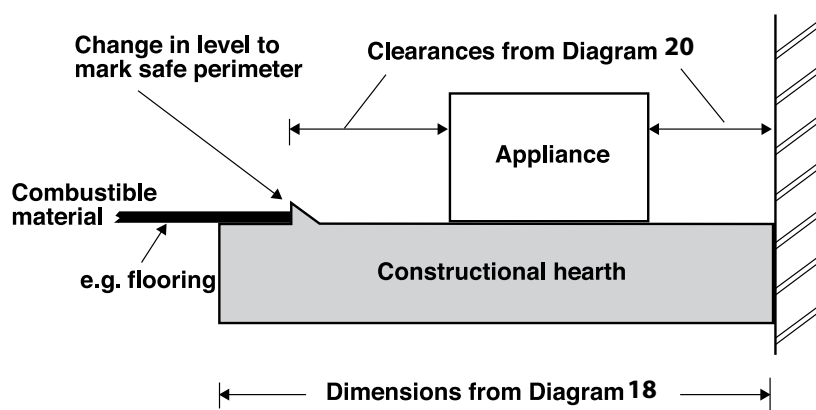 Change in level to
mark safe perimeter
Clearances from Diagram 20
Appliance
Combustible
material
e.g. flooring
Constructional hearth
Dimensions from Diagram 18